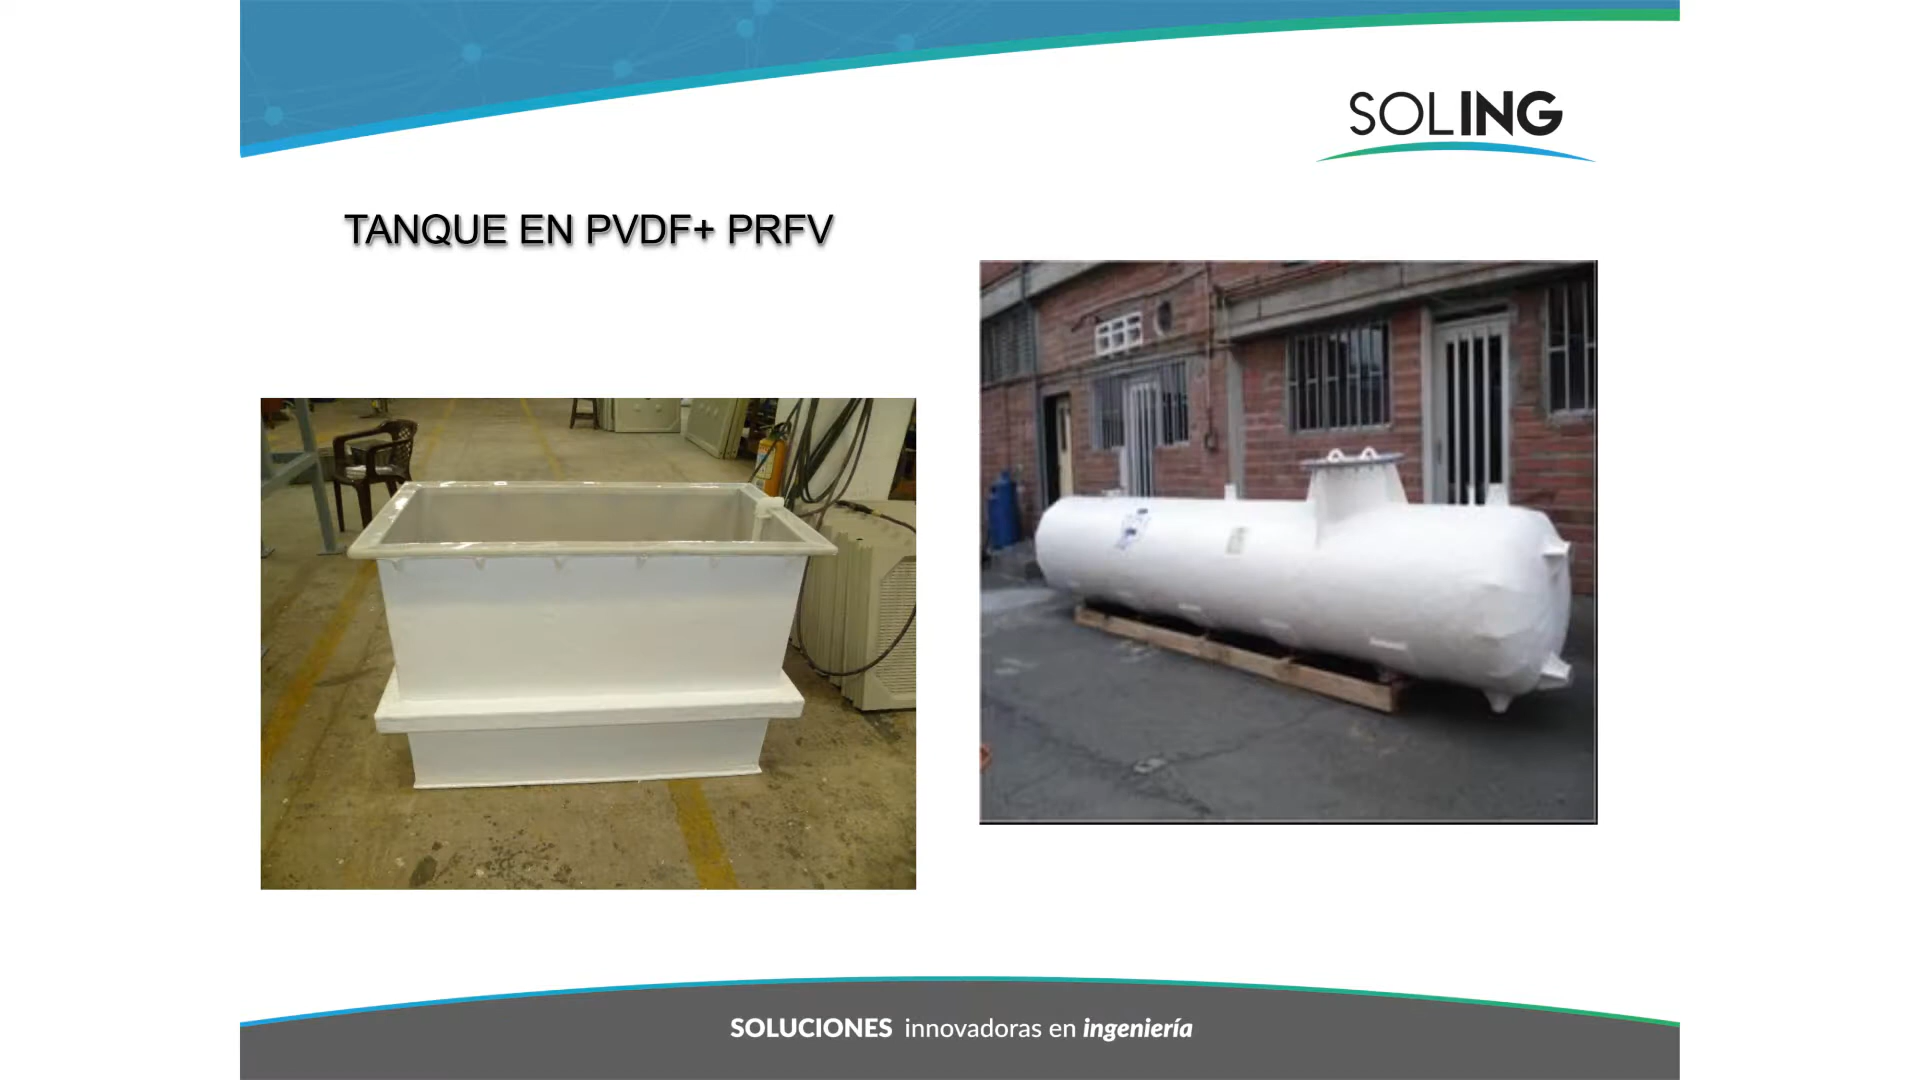 SOLING
TANQUE EN PVDF+ PRFV
SOLUCIONES innovadoras en ingeniería